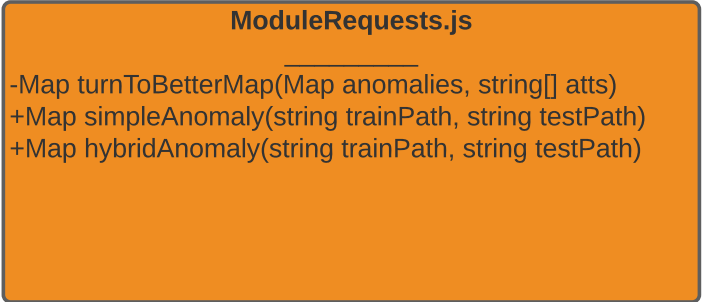 ModuleRequests.js
_________
-Map turnToBetterMap(Map anomalies, string[] atts)
+Map simpleAnomaly(string trainPath, string testPath)
+Map hybridAnomaly(string trainPath, string testPath)